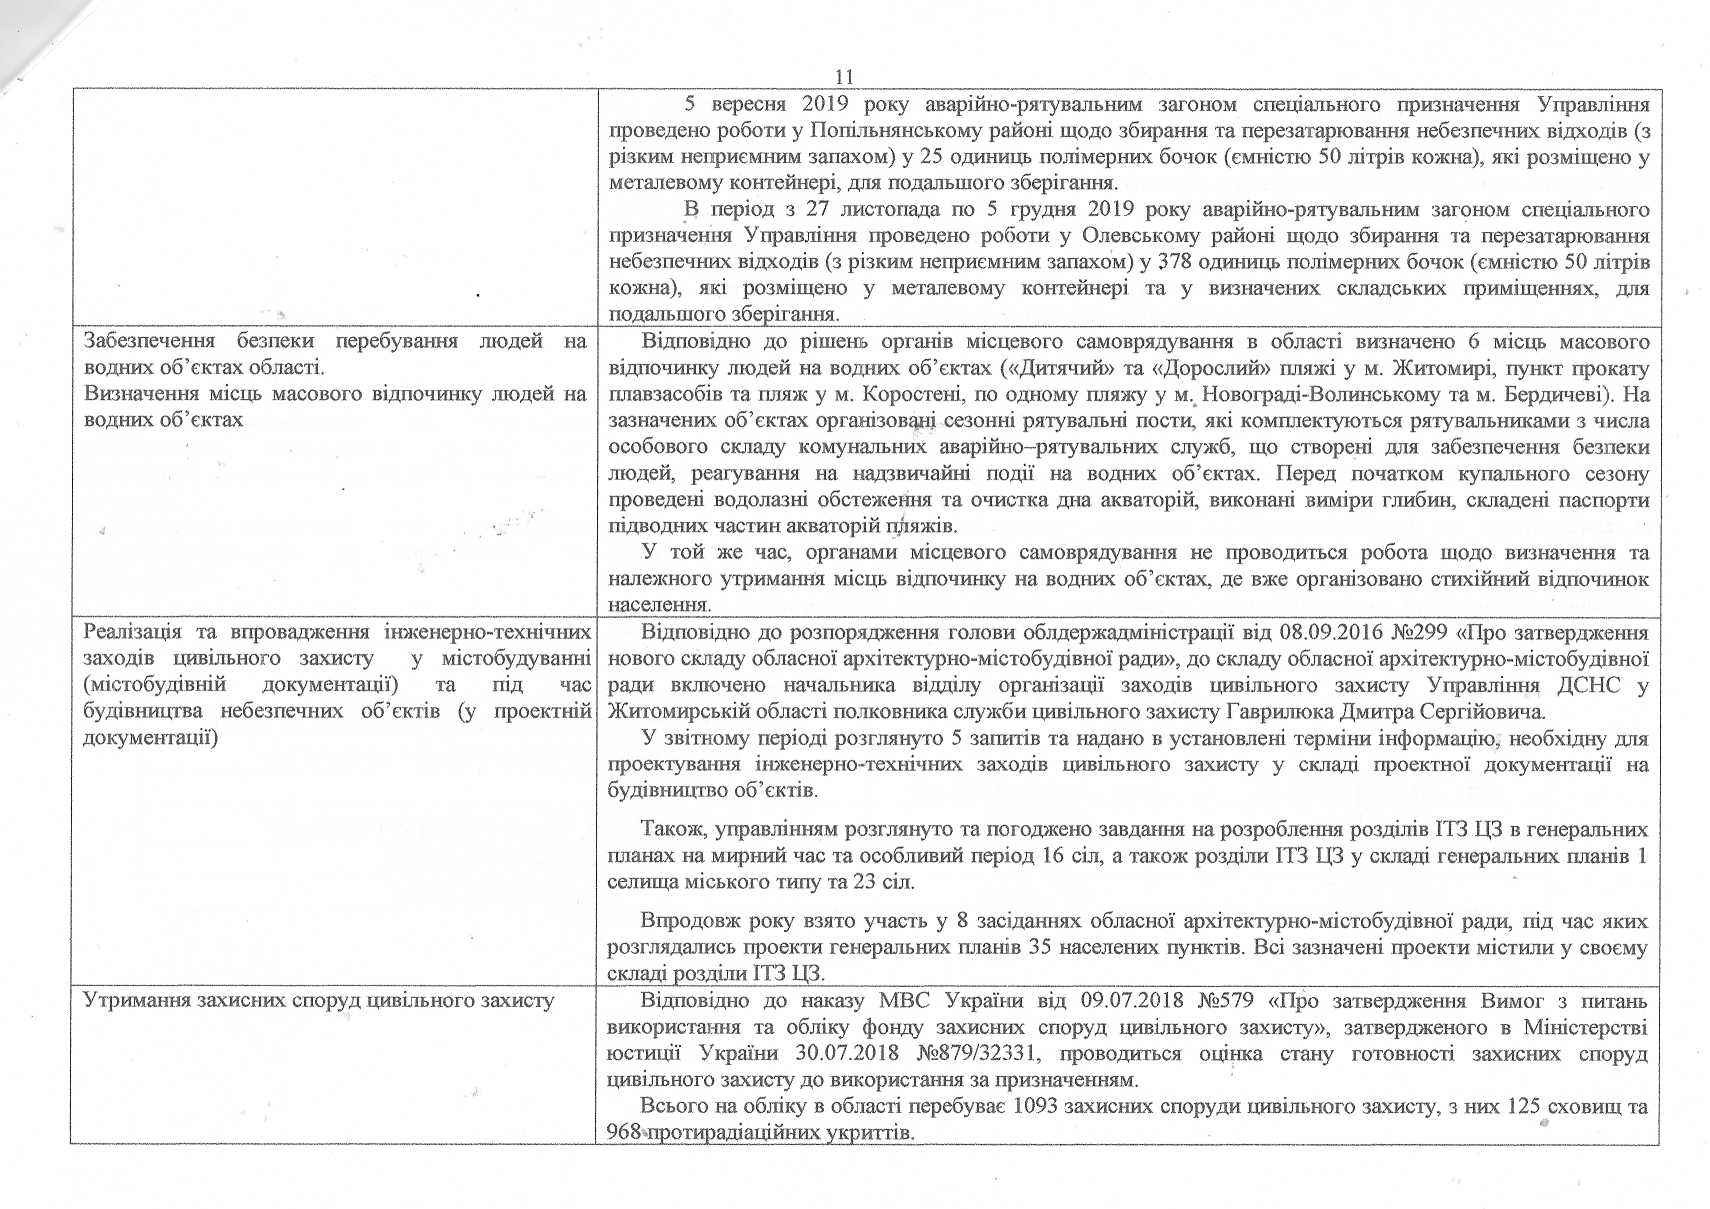 11
5 вересня 2019 року аварійно-рятувальним загоном спеціального призначення Управління
проведено роботи у Попільнянському районі щодо збирання та перезатарювання небезпечних відходів (з
різким неприємним запахом) у 25 одиниць полімерних бочок (ємністю 50 літрів кожна), які розміщено у
металевому контейнері, для подальшого зберігання.
В період з 27 листопада по 5 грудня 2019 року аварійно-рятувальним загоном спеціального
призначення Управління проведено роботи у Олевському районі щодо збирання та перезатарювання
небезпечних відходів (з різким неприємним запахом) у 378 одиниць полімерних бочок (ємністю 50 літрів
кожна), які розміщено у металевому контейнері та у визначених складських приміщеннях, для
подальшого зберігання.
Забезпечення безпеки перебування людей на
водних об’єктах області.
Визначення місць масового відпочинку людей на
водних об’єктах
Відповідно до рішень органів місцевого самоврядування в області визначено 6 місць масового
відпочинку людей на водних об’єктах («Дитячий» та «Дорослий» пляжі у м. Житомирі, пункт прокату
плавзасобів та пляж у м. Коростені, по одному пляжу у м. Новограді-Волинському та м. Бердичеві). На
зазначених об’єктах організовані сезонні рятувальні пости, які комплектуються рятувальниками з числа
особового складу комунальних аварійно–рятувальних служб, що створені для забезпечення безпеки
людей, реагування на надзвичайні події на водних об’єктах. Перед початком купального сезону
проведені водолазні обстеження та очистка дна акваторій, виконані виміри глибин, складені паспорти
підводних частин акваторій пляжів.
У той же час, органами місцевого самоврядування не проводиться робота щодо визначення та
належного утримання місць відпочинку на водних об’єктах, де вже організовано стихійний відпочинок
населення.
Реалізація та впровадження інженерно-технічних
заходів цивільного захисту у містобудуванні
(містобудівній документації) та під час
будівництва небезпечних об’єктів (у проектній
документації)
Відповідно до розпорядження голови облдержадміністрації від 08.09.2016 №299 «Про затвердження
нового складу обласної архітектурно-містобудівної ради», до складу обласної архітектурно-містобудівної
ради включено начальника відділу організації заходів цивільного захисту Управління ДСНС у
Житомирській області полковника служби цивільного захисту Гаврилюка Дмитра Сергійовича.
У звітному періоді розглянуто 5 запитів та надано в установлені терміни інформацію, необхідну для
проектування інженерно-технічних заходів цивільного захисту у складі проектної документації на
будівництво об’єктів.
Також, управлінням розглянуто та погоджено завдання на розроблення розділів ІТЗ ЦЗ в генеральних
планах на мирний час та особливий період 16 сіл, а також розділи ІТЗ ЦЗ у складі генеральних планів 1
селища міського типу та 23 сіл.
Впродовж року взято участь у 8 засіданнях обласної архітектурно-містобудівної ради, під час яких
розглядались проекти генеральних планів 35 населених пунктів. Всі зазначені проекти містили у своєму
складі розділи ІТЗ ЦЗ.
Утримання захисних споруд цивільного захисту
Відповідно до наказу МВС України від 09.07.2018 №579 «Про затвердження Вимог з питань
використання та обліку фонду захисних споруд цивільного захисту», затвердженого в Міністерстві
юстиції України 30.07.2018 №879/32331, проводиться оцінка стану готовності захисних споруд
цивільного захисту до використання за призначенням.
Всього на обліку в області перебуває 1093 захисних споруди цивільного захисту, з них 125 сховищ та
968 протирадіаційних укриттів.